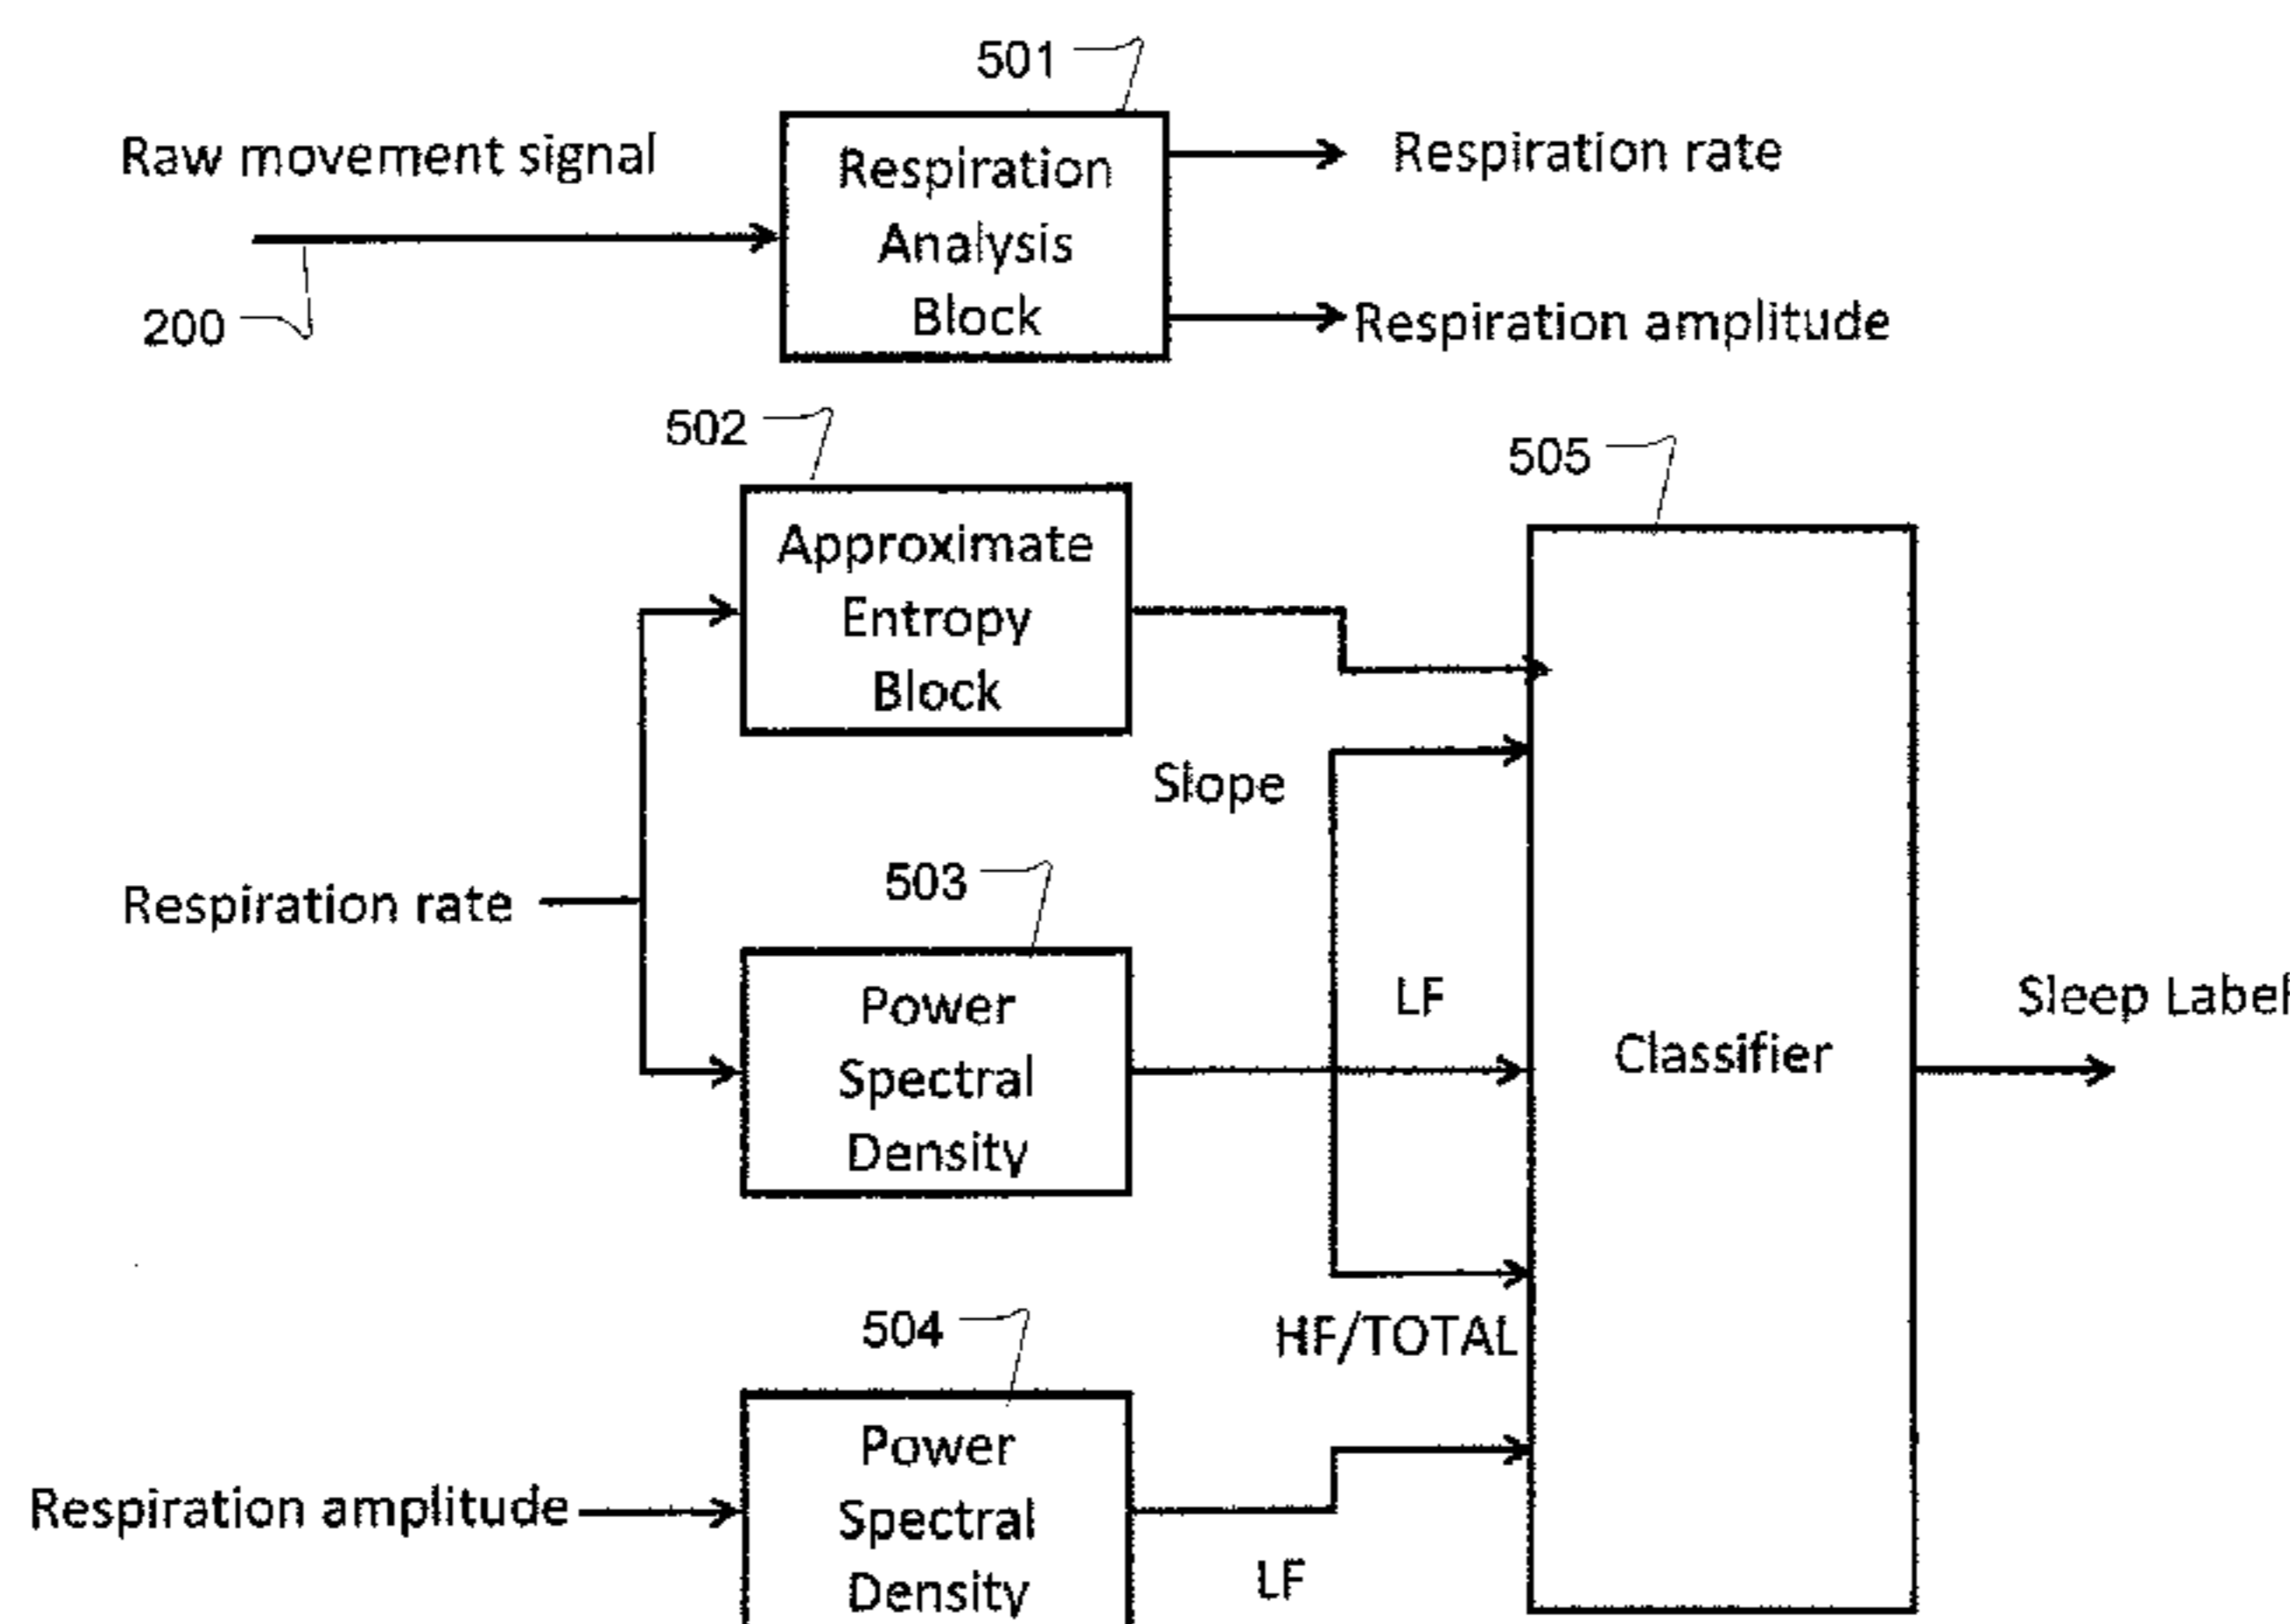 501
Raw movement signal
Respiration
Analysis
Block
Respiration rate
Respiration amplitude
200
502
Approximate
Entropy
Block
505
Slope
Respiration rate
503
Power
Spectral
Density
LF
HF/TOTAL
Classifier
Sleep Label
504
Respiration amplitude
Power
Spectral
Density
LF